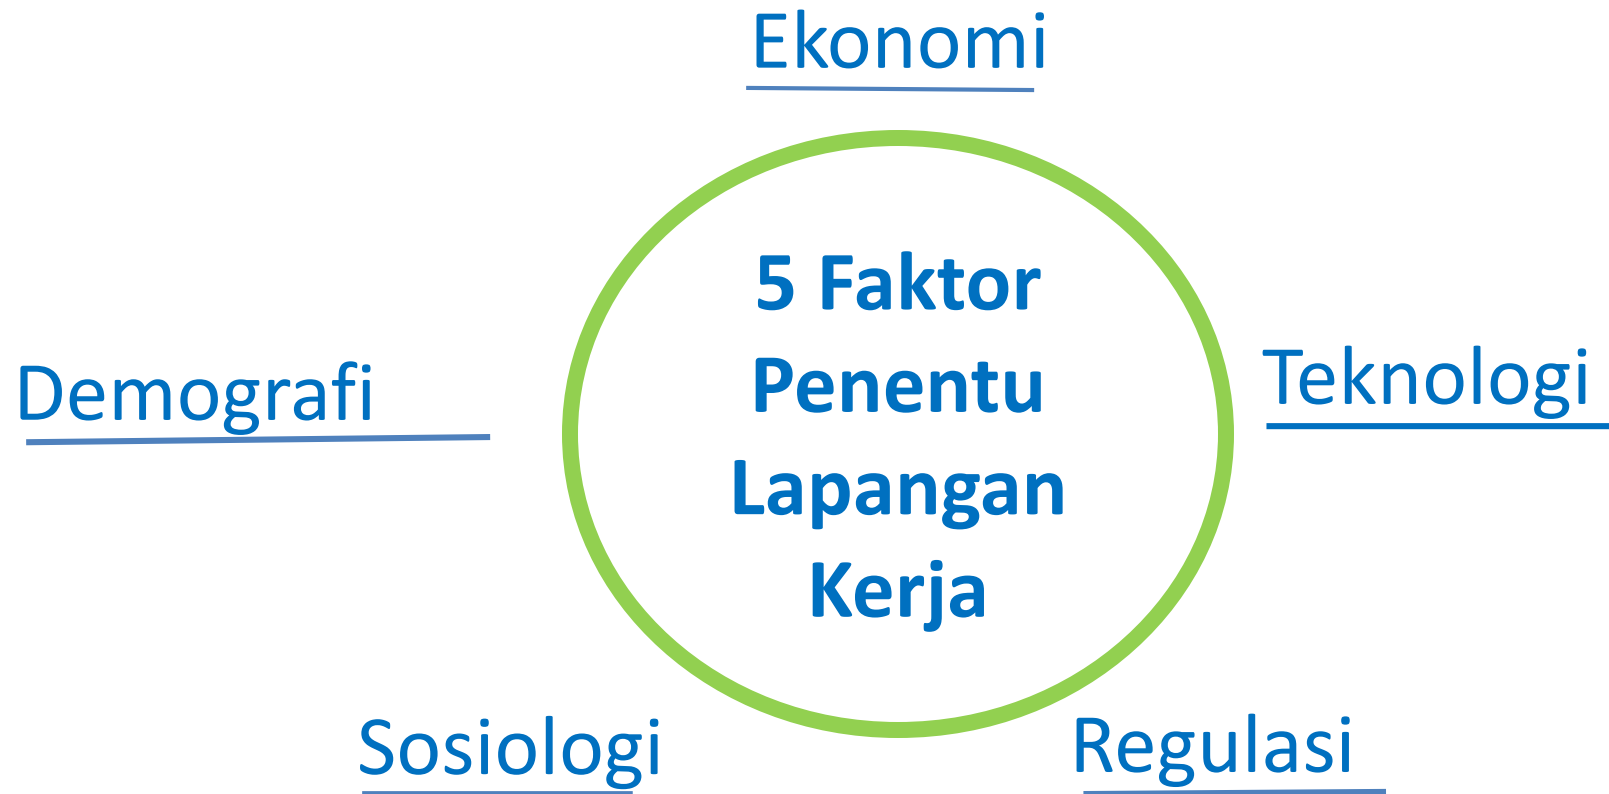 Ekonomi
5 Faktor
Penentu
Lapangan
Kerja
Demografi
Teknologi
Sosiologi
Regulasi